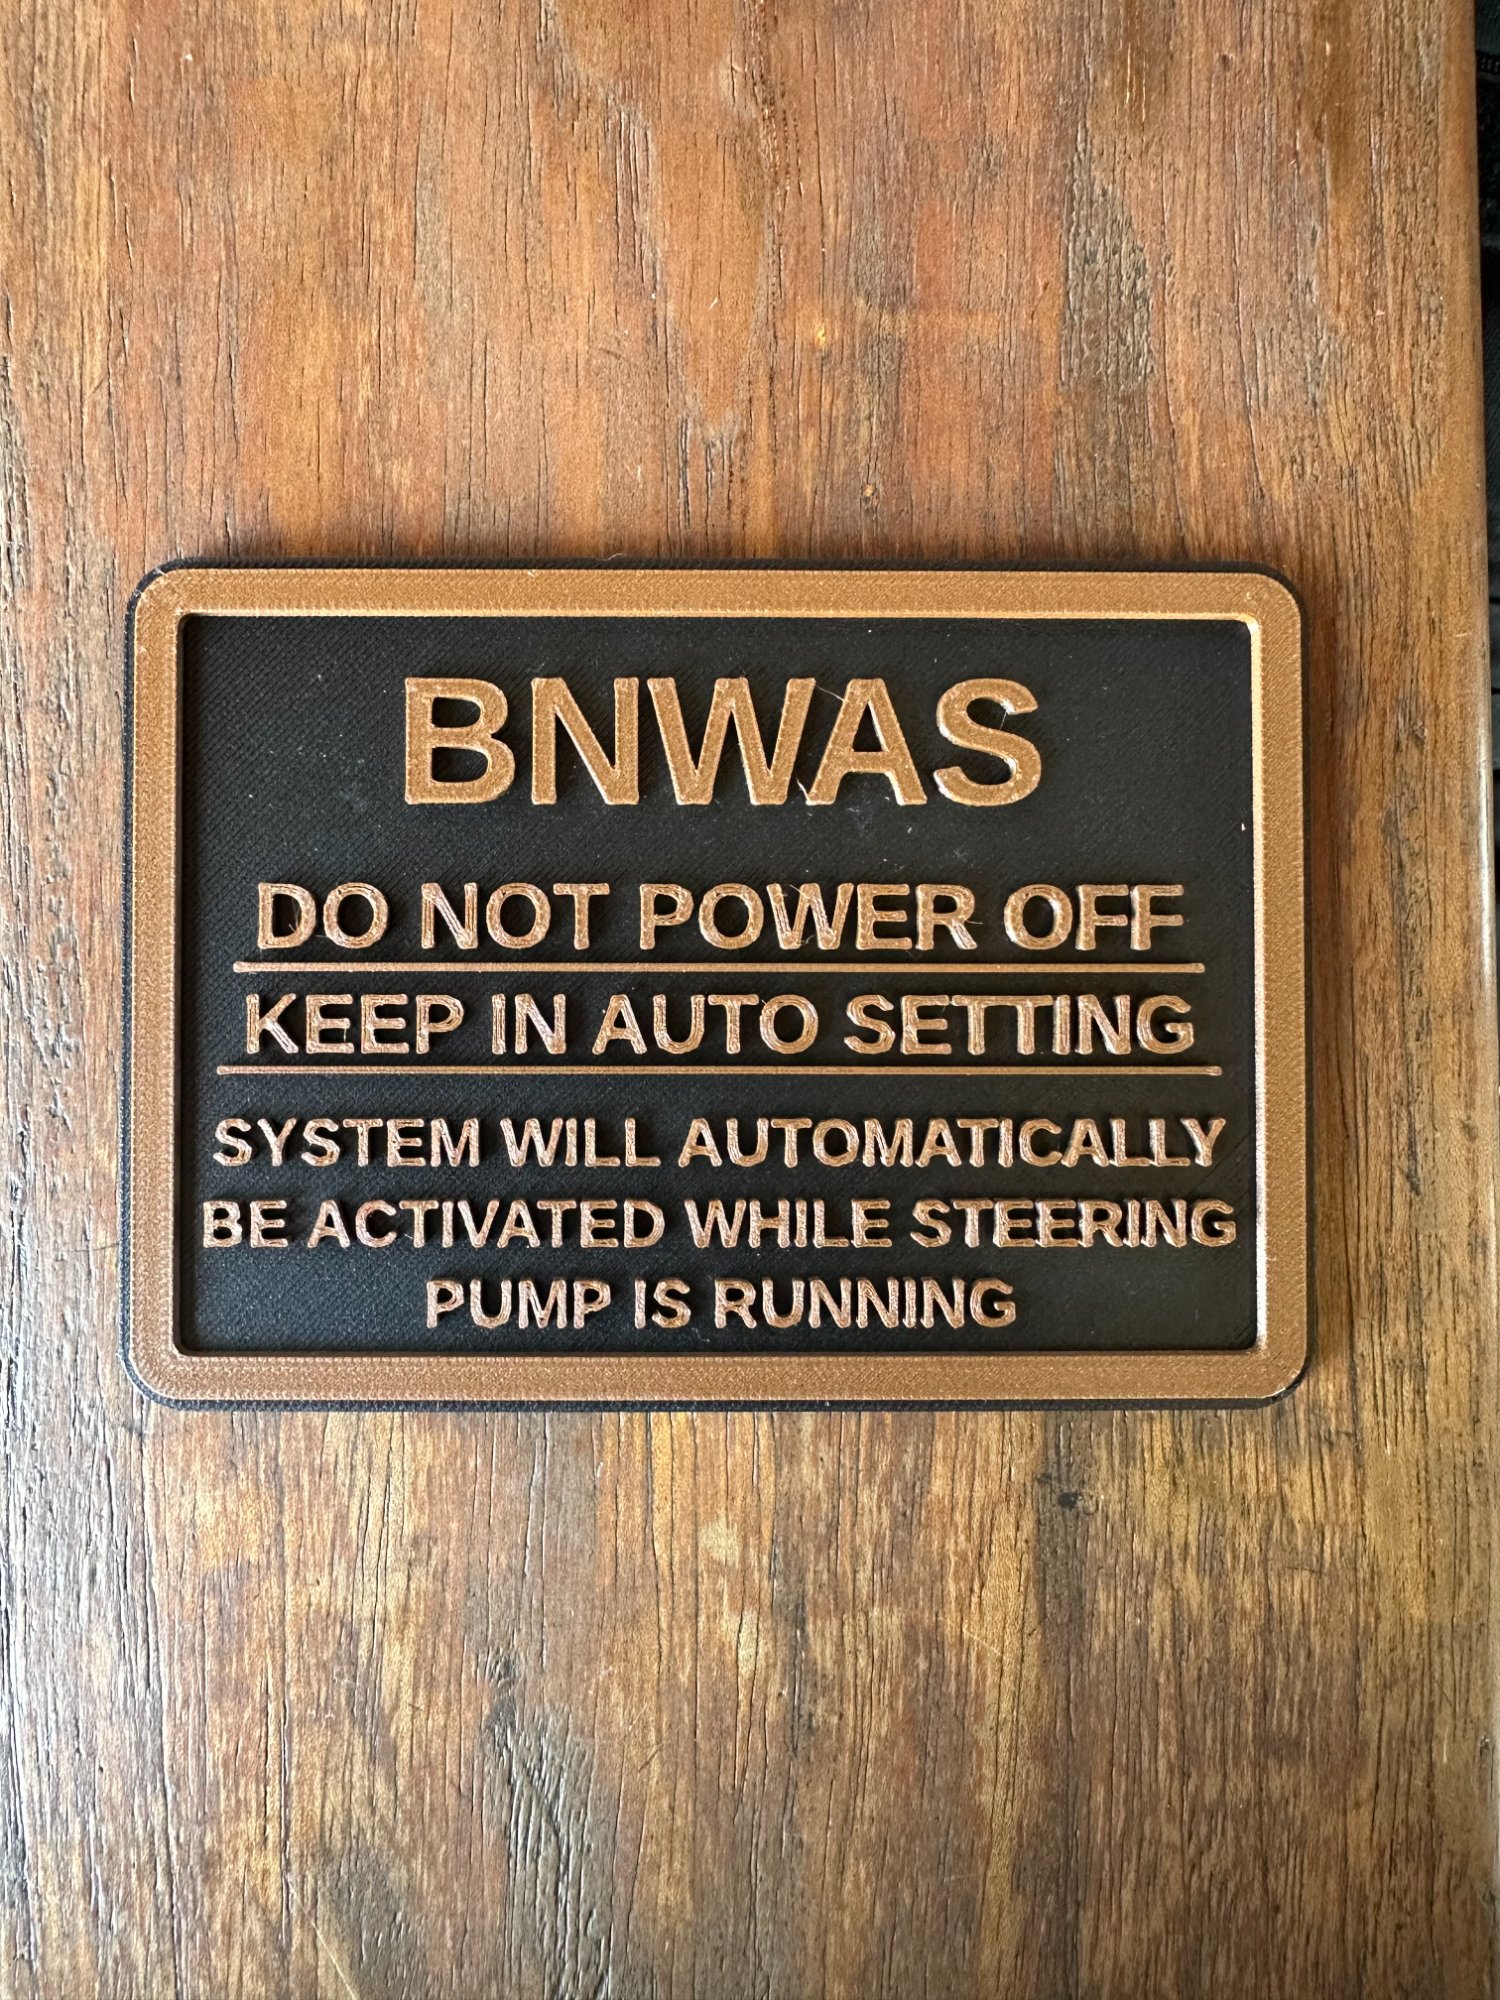 BNWAS
DO NOT POWER OFF
KEEP IN AUTO SETTING
SYSTEM WILL AUTOMATICALLY
BE ACTIVATED WHILE STEERING
PUMP IS RUNNING